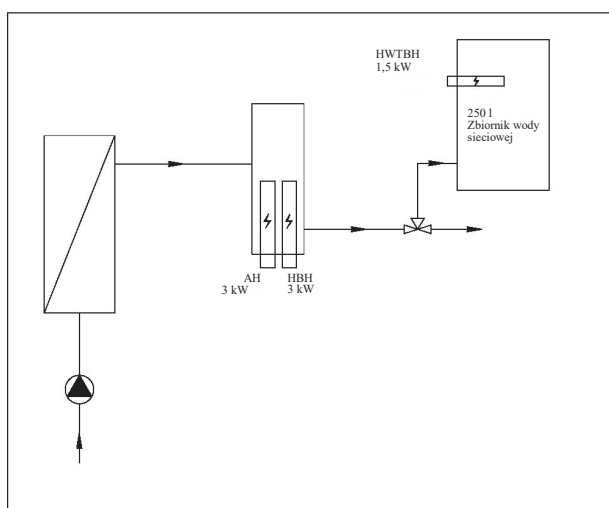 HWTBH
1,5 kW
250 l
Zbiornik wody
sieciowej
AH
3 kW
HBH
3 kW